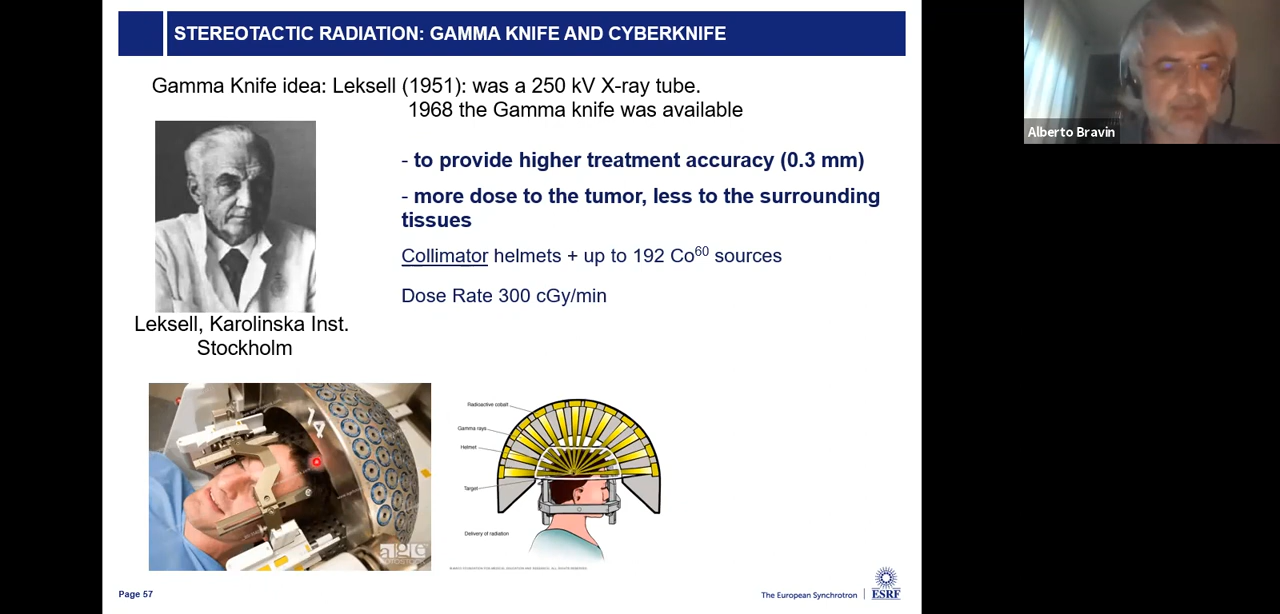 STEREOTACTIC RADIATION: GAMMA KNIFE AND CYBERKNIFE
Alberto Bravin
Gamma Knife idea: Leksell (1951): was a 250 kV X-ray tube.
1968 the Gamma knife was available
- to provide higher treatment accuracy (0.3 mm)
- more dose to the tumor, less to the surrounding
tissues
Collimator helmets + up to 192 Co60 sources
Dose Rate 300 cGy/min
Leksell, Karolinska Inst.
Stockholm
14
age
fotostock
Radioactive cobalt
Gamma rays
Helmet
Target
Delivery of radiation
Page 57
The European Synchrotron
ESRF